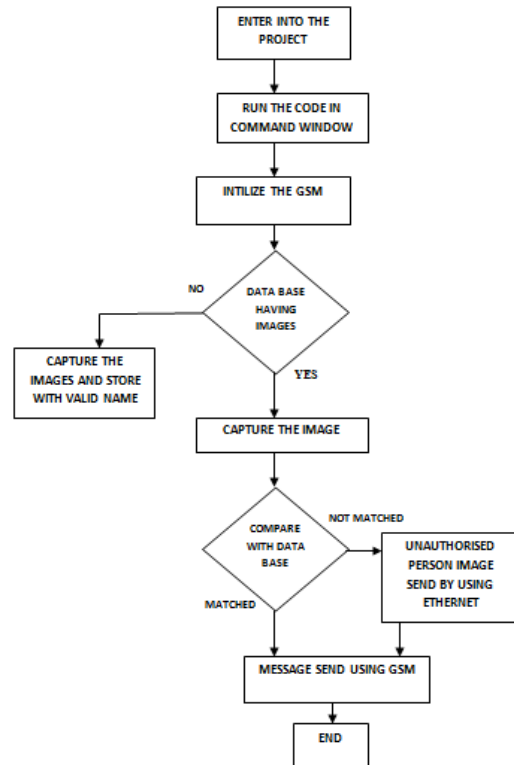 ENTER INTO THE
PROJECT
RUN THE CODE IN
COMMAND WINDOW
INTILIZE THE GSM
NO
DATA BASE
HAVING
IMAGES
CAPTURE THE
IMAGES AND STORE
WITH VALID NAME
YES
CAPTURE THE IMAGE
NOT MATCHED
COMPARE
WITH DATA
BASE
UNAUTHORISED
PERSON IMAGE
SEND BY USING
ETHERNET
MATCHED
MESSAGE SEND USING GSM
END